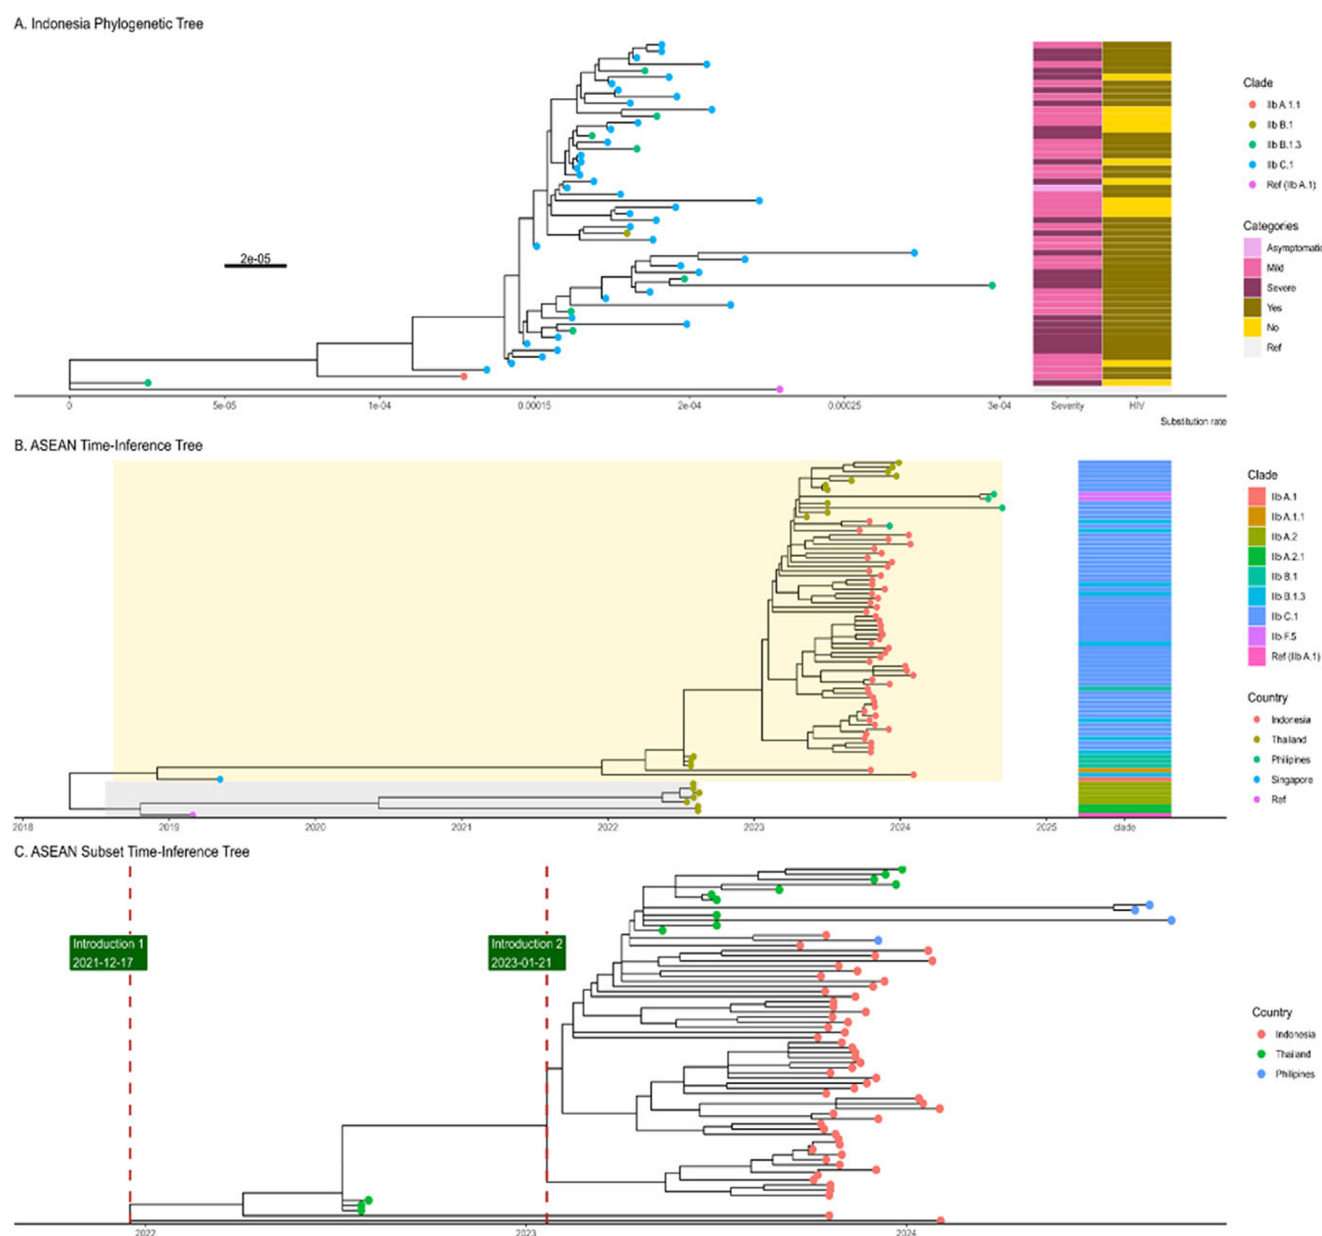 A. Indonesia Phylogenetic Tree
2e-05
Clade
IIb A.1.1
IIb B.1
IIb B.1.3
IIb C.1
Ref (IIb A.1)
Categories
Asymptomatic
Mild
Severe
Yes
No
Ref
0
5e-05
1e-04
0.00015
2e-04
0.00025
3e-04
Severity
HIV
Substitution rate
B. ASEAN Time-Inference Tree
Clade
IIb A.1
IIb A.1.1
IIb A.2
IIb A.2.1
IIb B.1
IIb B.1.3
IIb C.1
IIb F.5
Ref (IIb A.1)
Country
Indonesia
Thailand
Philipines
Singapore
Ref
2018
2019
2020
2021
2022
2023
2024
2025
clade
C. ASEAN Subset Time-Inference Tree
Introduction 1
2021-12-17
Introduction 2
2023-01-21
Country
Indonesia
Thailand
Philipines
2022
2023
2024